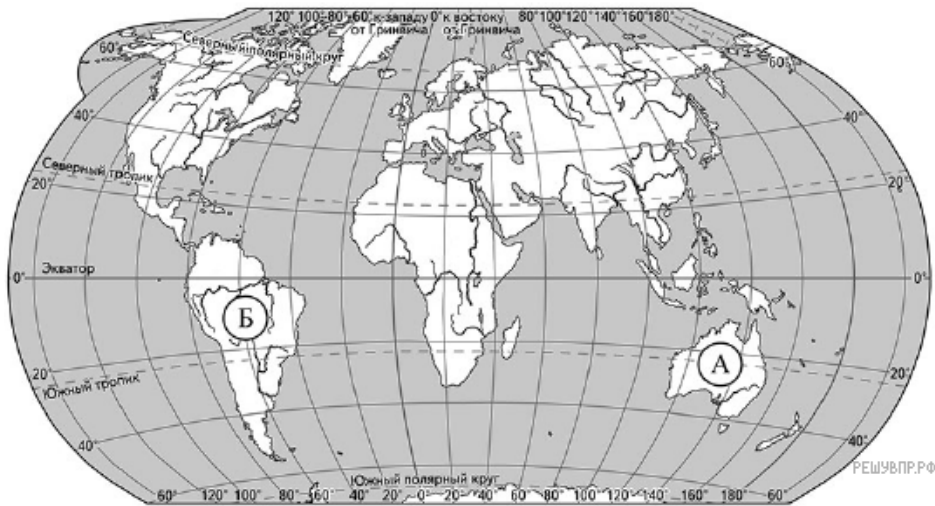 120° 100° 80° 60° к западу 0° к востоку 80° 100° 120° 140° 160° 180°
от Гринвича от Гринвича
Северный полярный круг
60° 60°
40° 40°
Северный тропик
20° 20°
Экватор
0° 0°
Б
А
20° 20°
Южный тропик
40° 40°
РЕШУВПР.РФ
Южный полярный круг
60° 120° 100° 80° 60° 40° 20° 0° 20° 40° 60° 80° 100° 120° 140° 160° 180° 60°